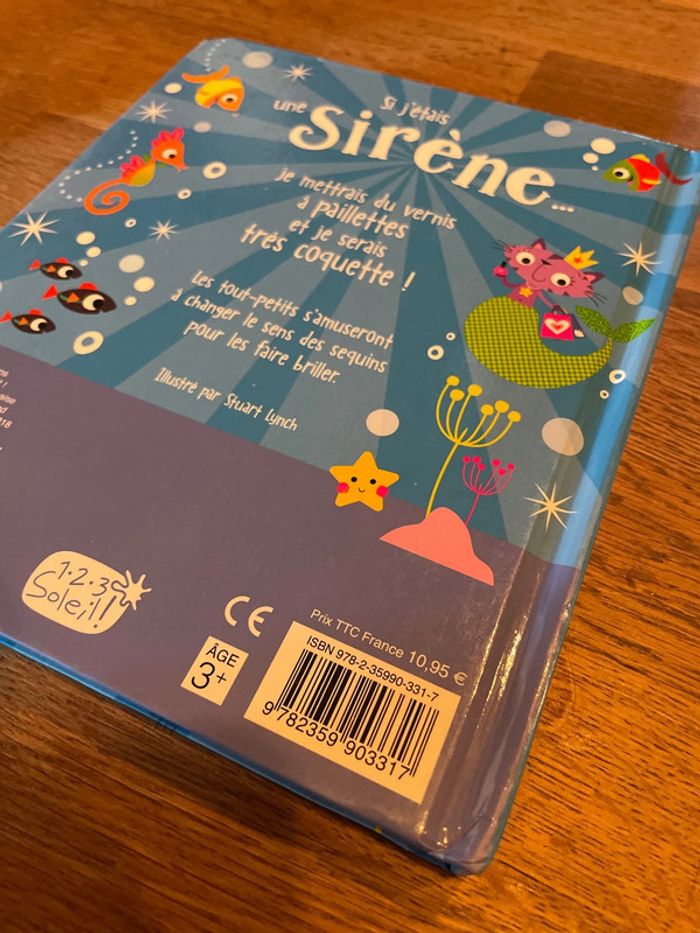 Si j'étais
une
sirène...
je mettrais du vernis
à paillettes
et je serais
très coquette !
Les tout-petits s'amuseront
à changer le sens des sequins
pour les faire briller.
Illustré par Stuart Lynch
1•2•3
Soleil!
CE
ÂGE
3+
Prix TTC France 10,95 €
ISBN 978-2-35990-331-7
9 782359 903317